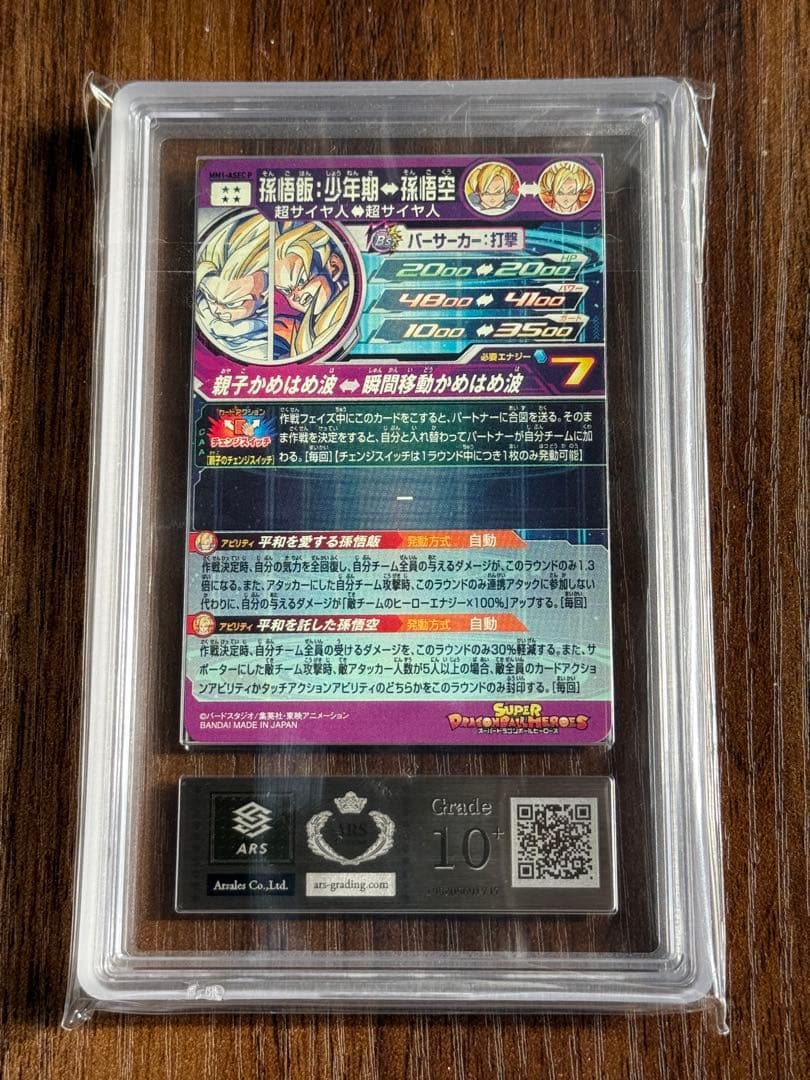 MM1-ASEC P
孫悟飯:少年期⇔孫悟空
超サイヤ人⇔超サイヤ人
Bs バーサーカー:打撃
HP
2000⇔2000
パワー
4800⇔4100
ガード
1000⇔3500
必要エナジー 7
親子かめはめ波⇔瞬間移動かめはめ波
カードアクション
チェンジスイッチ
[親子のチェンジスイッチ]
CAA
作戦フェイズ中にこのカードをこすると、パートナーに合図を送る。そのま
ま作戦を決定をすると、自分と入れ替わってパートナーが自分チームに加
わる。[毎回]【チェンジスイッチは1ラウンド中につき1枚のみ発動可能】
ー
アビリティ 平和を愛する孫悟飯 発動方式 自動
作戦決定時、自分の気力を全回復し、自分チーム全員の与えるダメージが、このラウンドのみ1.3
倍になる。また、アタッカーにした自分チーム攻撃時、このラウンドのみ連携アタックに参加しない
代わりに、自分の与えるダメージが「敵チームのヒーローエナジー×100%」アップする。[毎回]
アビリティ 平和を託した孫悟空 発動方式 自動
作戦決定時、自分チーム全員の受けるダメージを、このラウンドのみ30%軽減する。また、サ
ポーターにした敵チーム攻撃時、敵アタッカー人数が5人以上の場合、敵全員のカードアクショ
ンアビリティかタッチアクションアビリティのどちらかをこのラウンドのみ封印する。[毎回]
©バードスタジオ/集英社・東映アニメーション
BANDAI MADE IN JAPAN
SUPER
DRAGONBALL HEROES
スーパードラゴンボールヒーローズ
ARS
Arsales Co.,Ltd.
ARS
ars-grading.com
Grade
10+